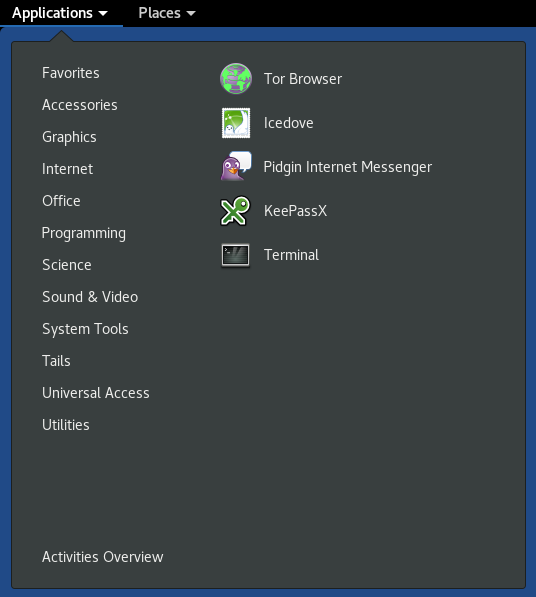 Applications Places
Favorites
Accessories
Graphics
Internet
Office
Programming
Science
Sound & Video
System Tools
Tails
Universal Access
Utilities
Activities Overview
Tor Browser
Icedove
Pidgin Internet Messenger
KeePassX
Terminal